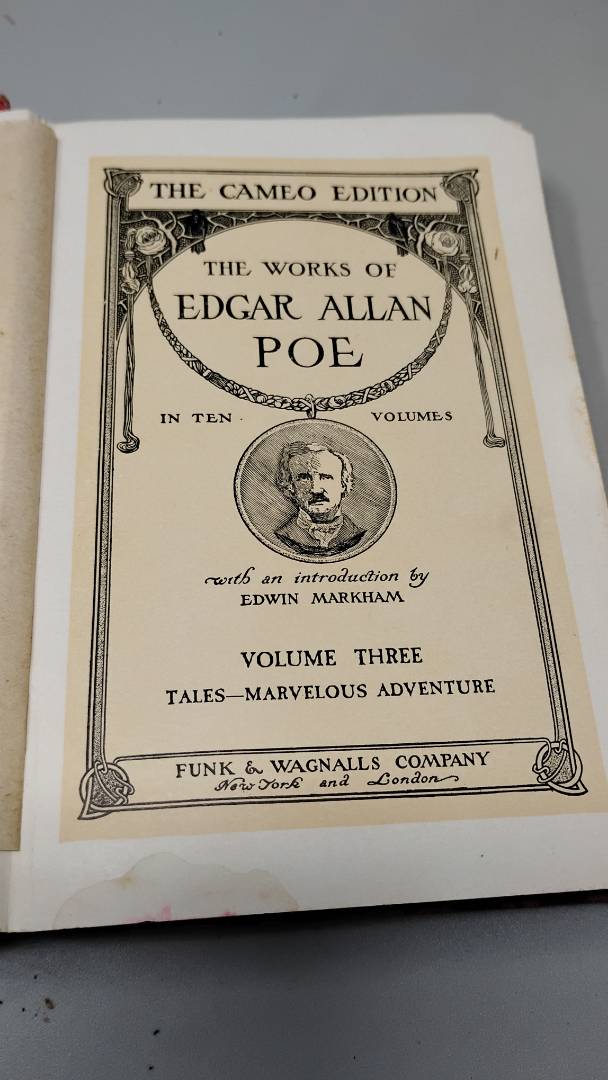 THE CAMEO EDITION
THE WORKS OF
EDGAR ALLAN
POE
IN TEN VOLUMES
with an introduction by
EDWIN MARKHAM
VOLUME THREE
TALES—MARVELOUS ADVENTURE
FUNK & WAGNALLS COMPANY
New York and London